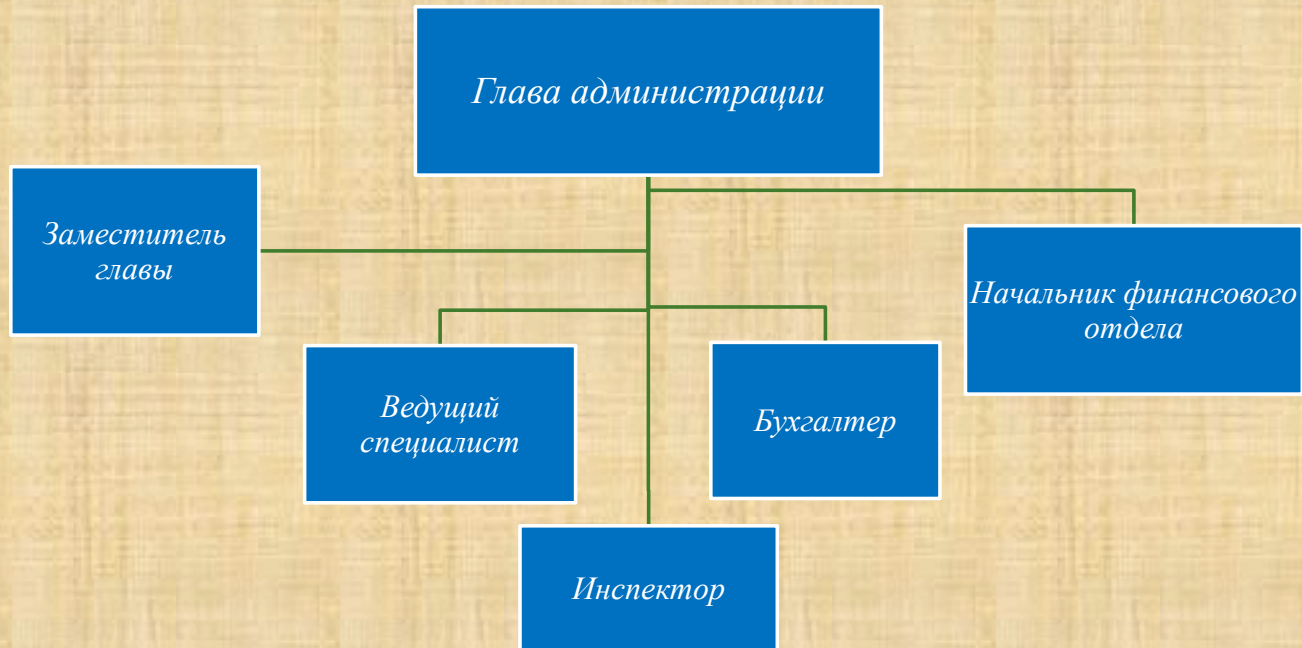 Глава администрации
Заместитель
главы
Начальник финансового
отдела
Ведущий
специалист
Бухгалтер
Инспектор